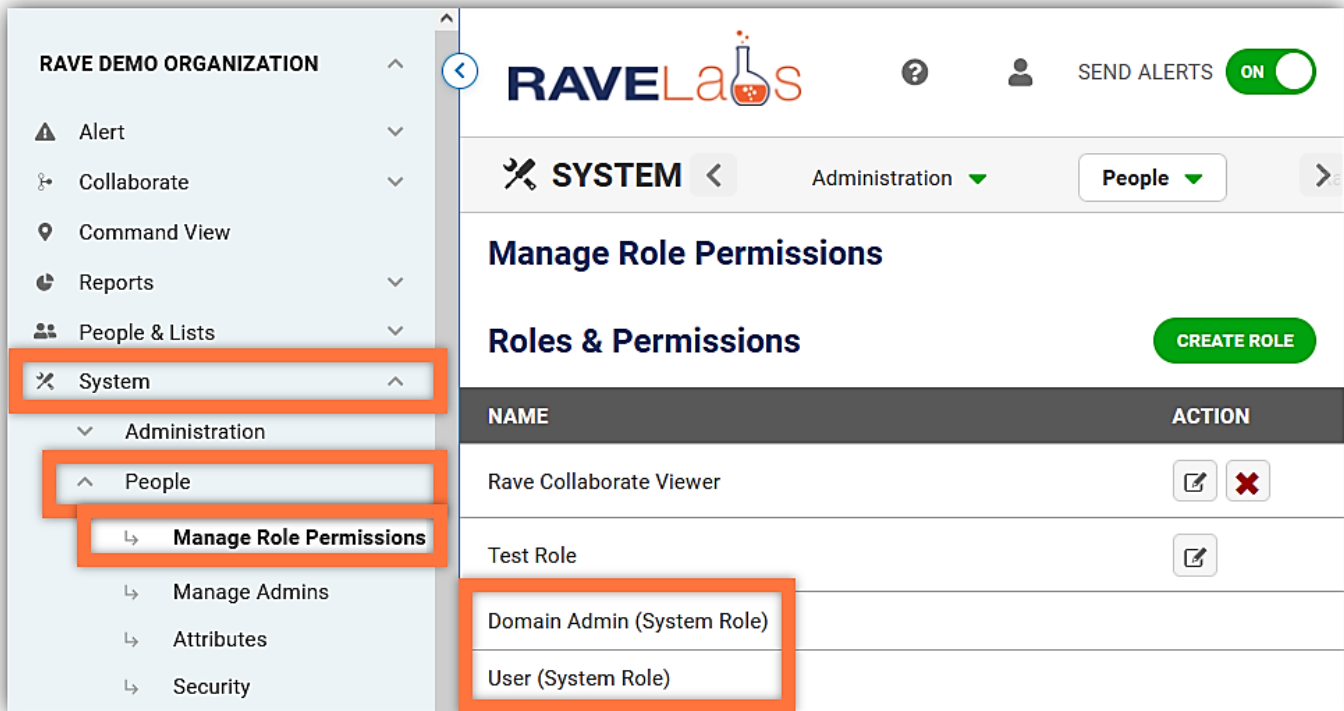 RAVE DEMO ORGANIZATION
Alert
Collaborate
Command View
Reports
People & Lists
System
Administration
People
Manage Role Permissions
Manage Admins
Attributes
Security
RAVELabs
?
SEND ALERTS ON
SYSTEM Administration People
Manage Role Permissions
Roles & Permissions CREATE ROLE
NAME ACTION
Rave Collaborate Viewer
Test Role
Domain Admin (System Role)
User (System Role)